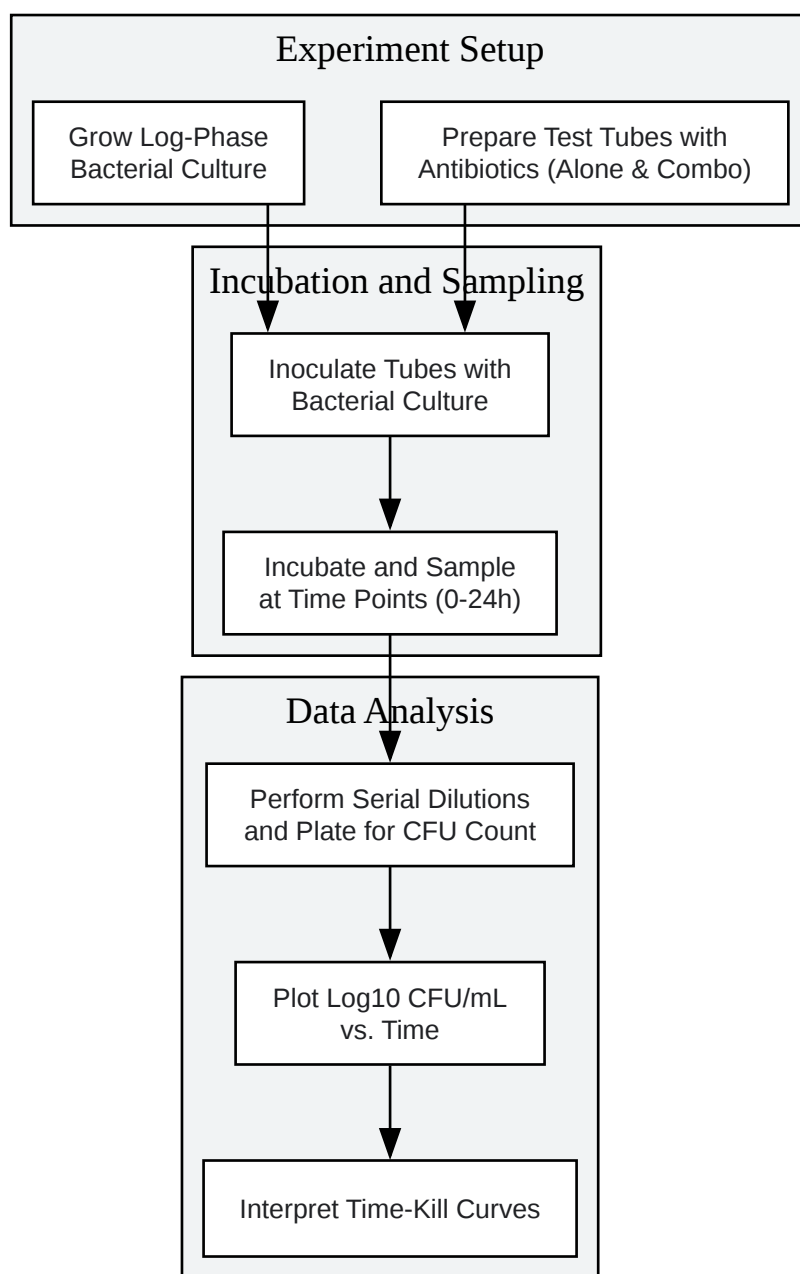 Experiment Setup
Grow Log-Phase
Bacterial Culture
Prepare Test Tubes with
Antibiotics (Alone & Combo)
Incubation and Sampling
Inoculate Tubes with
Bacterial Culture
Incubate and Sample
at Time Points (0-24h)
Data Analysis
Perform Serial Dilutions
and Plate for CFU Count
Plot Log10 CFU/mL
vs. Time
Interpret Time-Kill Curves